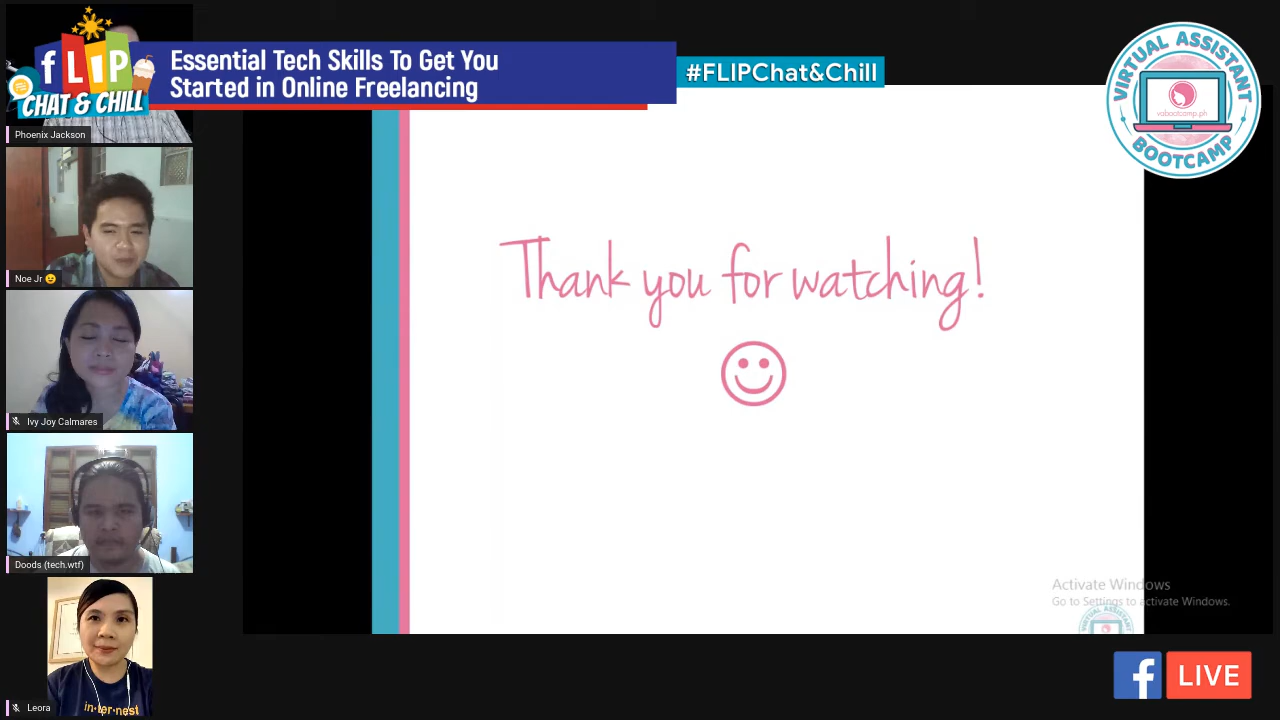 fLIP
CHAT & CHILL
Essential Tech Skills To Get You
Started in Online Freelancing
#FLIPChat&Chill
VIRTUAL ASSISTANT
vabootcamp.ph
BOOTCAMP
Phoenix Jackson
Noe Jr 😉
Ivy Joy Calmares
Doods (tech.wtf)
Leora
in·ter·nest
Thank you for watching!
Activate Windows
Go to Settings to activate Windows.
VIRTUAL ASSISTANT
f LIVE